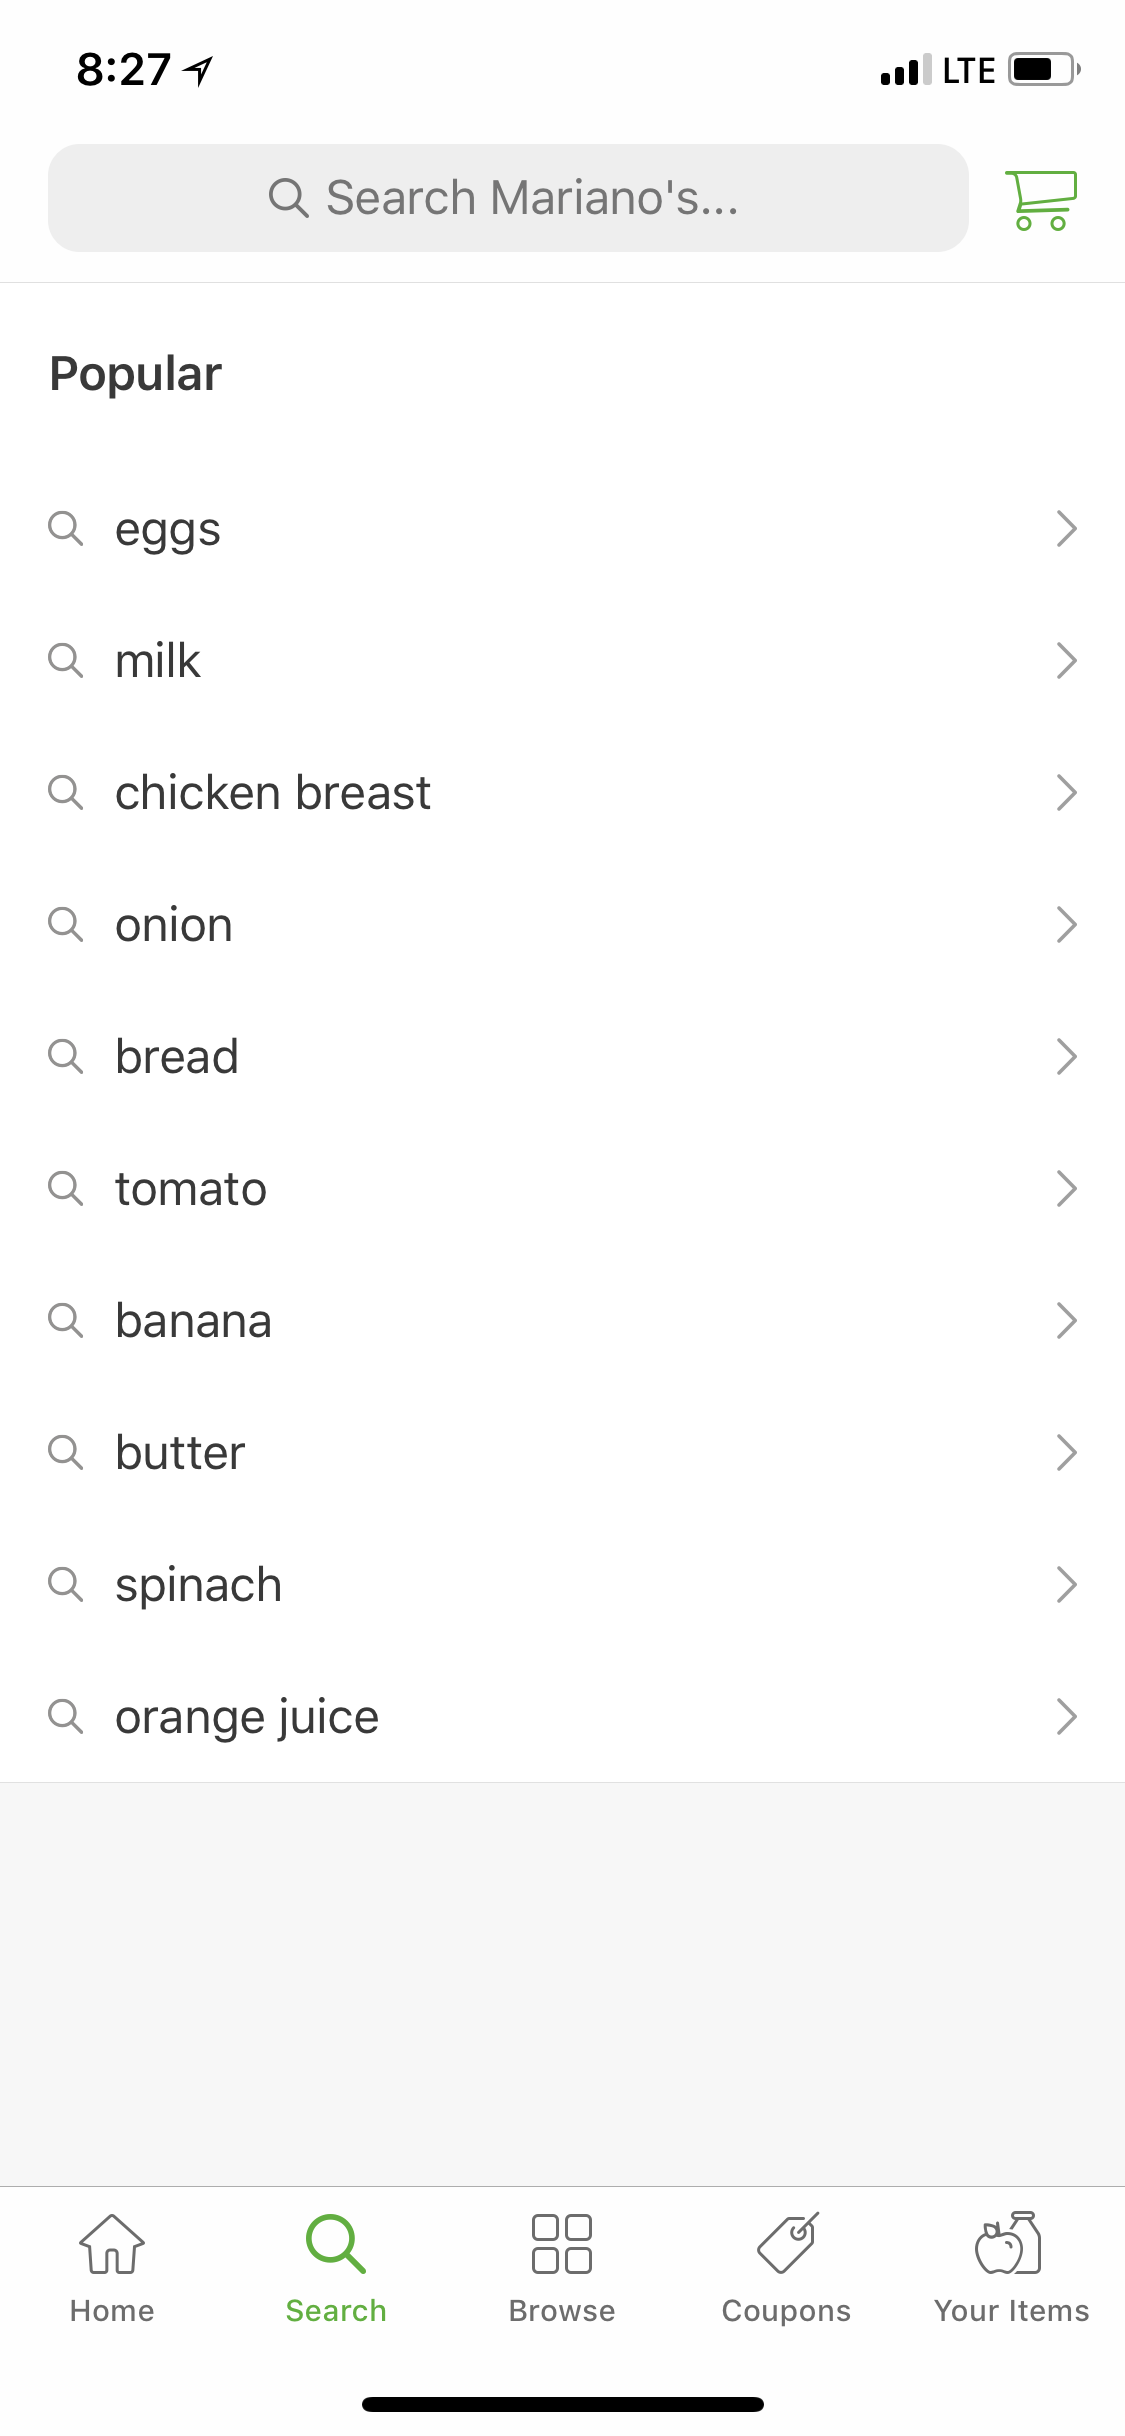 8:27 LTE
Search Mariano's...
Popular
eggs
milk
chicken breast
onion
bread
tomato
banana
butter
spinach
orange juice
Home Search Browse Coupons Your Items